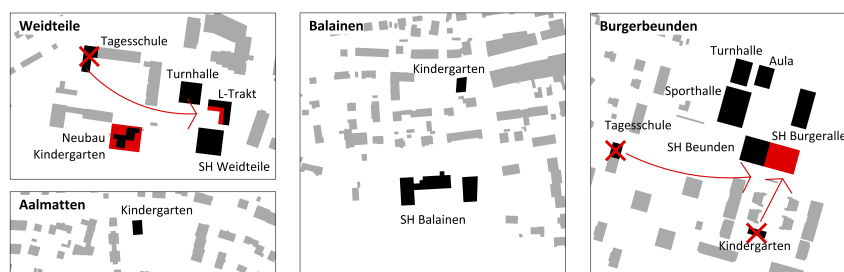 Weidteile
Tagesschule
Turnhalle
L-Trakt
Neubau
Kindergarten
SH Weidteile
Aalmatten
Kindergarten
Balainen
Kindergarten
SH Balainen
Burgerbeunden
Turnhalle
Aula
Sporthalle
Tagesschule
SH Burgeralle
SH Beunden
Kindergärten